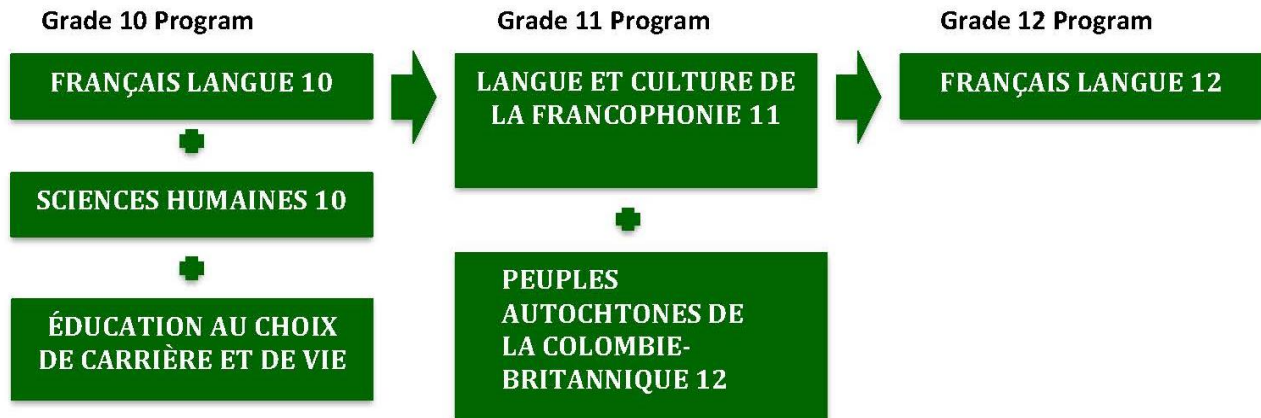 Grade 10 Program
FRANÇAIS LANGUE 10
SCIENCES HUMAINES 10
ÉDUCATION AU CHOIX
DE CARRIÈRE ET DE VIE
Grade 11 Program
LANGUE ET CULTURE DE
LA FRANCOPHONIE 11
PEUPLES
AUTOCHTONES DE
LA COLOMBIE-
BRITANNIQUE 12
Grade 12 Program
FRANÇAIS LANGUE 12